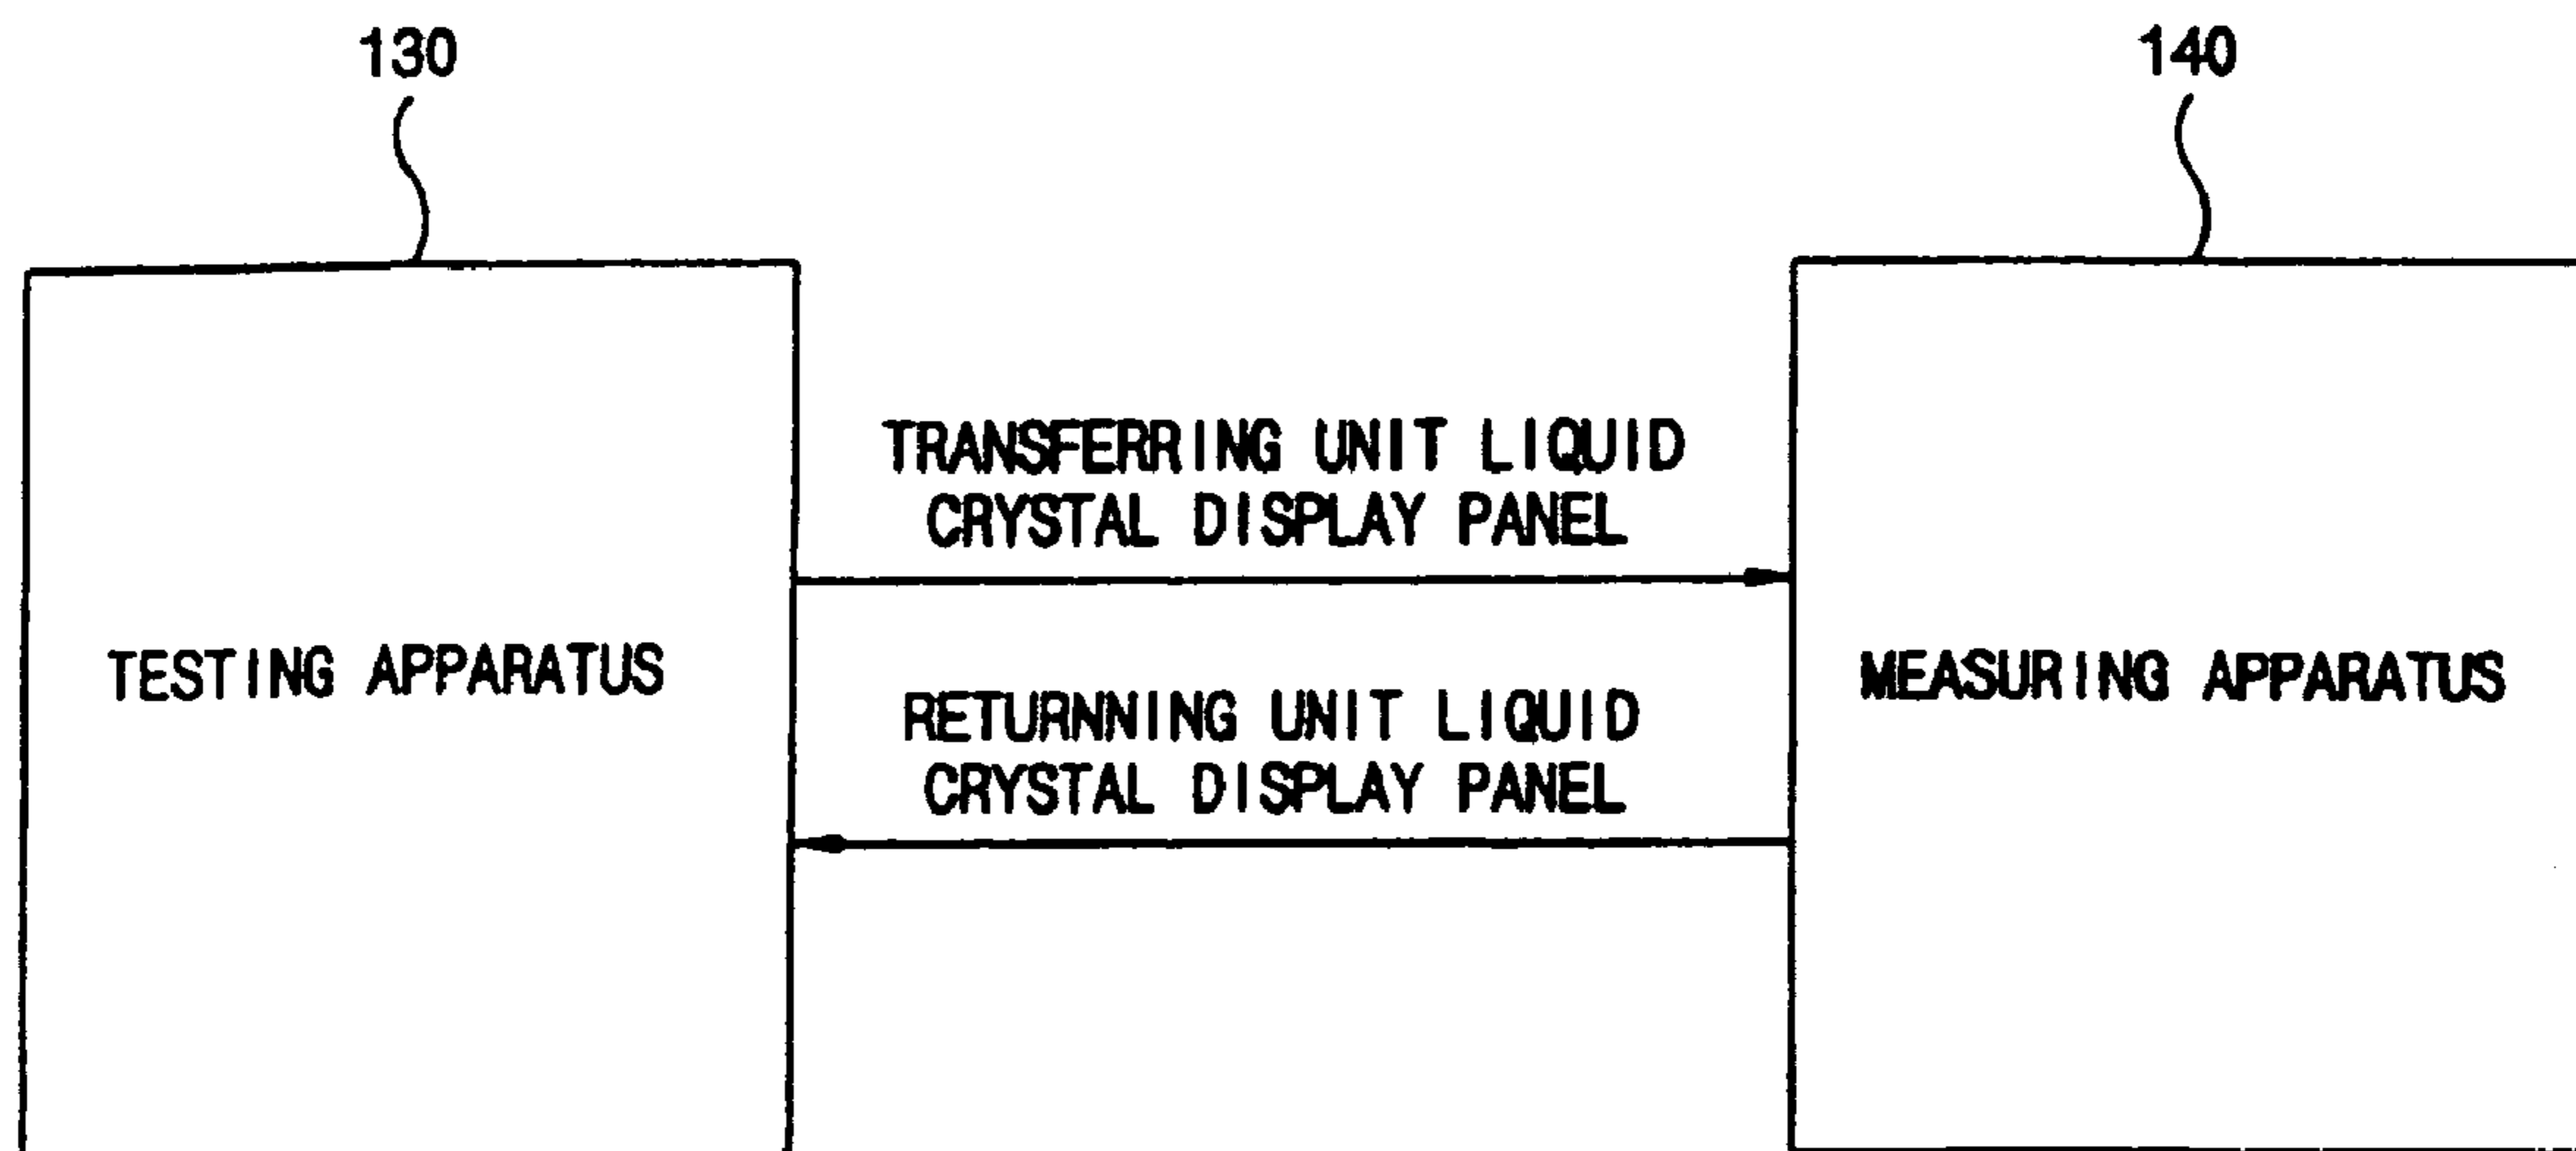 130
140
TRANSFERRING UNIT LIQUID
CRYSTAL DISPLAY PANEL
TESTING APPARATUS
MEASURING APPARATUS
RETURNNING UNIT LIQUID
CRYSTAL DISPLAY PANEL